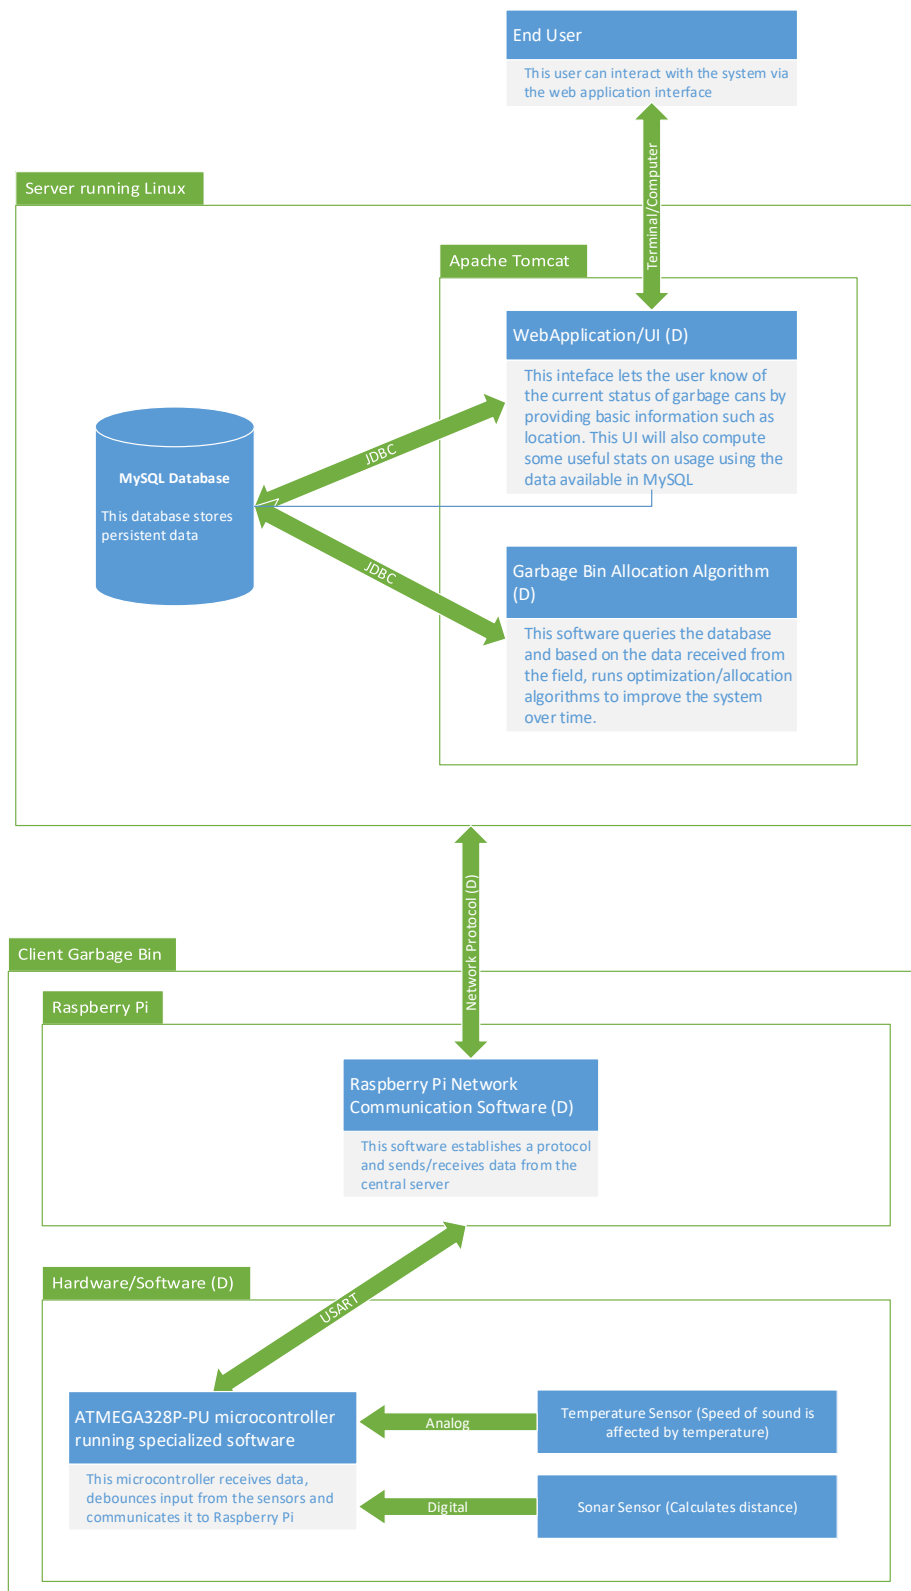 End User
This user can interact with the system via
the web application interface
Terminal/Computer
Server running Linux
Apache Tomcat
WebApplication/UI (D)
This inteface lets the user know of
the current status of garbage cans by
providing basic information such as
location. This UI will also compute
some useful stats on usage using the
data available in MySQL
JDBC
MySQL Database
This database stores
persistent data
JDBC
Garbage Bin Allocation Algorithm
(D)
This software queries the database
and based on the data received from
the field, runs optimization/allocation
algorithms to improve the system
over time.
Network Protocol (D)
Client Garbage Bin
Raspberry Pi
Raspberry Pi Network
Communication Software (D)
This software establishes a protocol
and sends/receives data from the
central server
Hardware/Software (D)
USART
ATMEGA328P-PU microcontroller
running specialized software
This microcontroller receives data,
debounces input from the sensors and
communicates it to Raspberry Pi
Analog
Temperature Sensor (Speed of sound is
affected by temperature)
Digital
Sonar Sensor (Calculates distance)